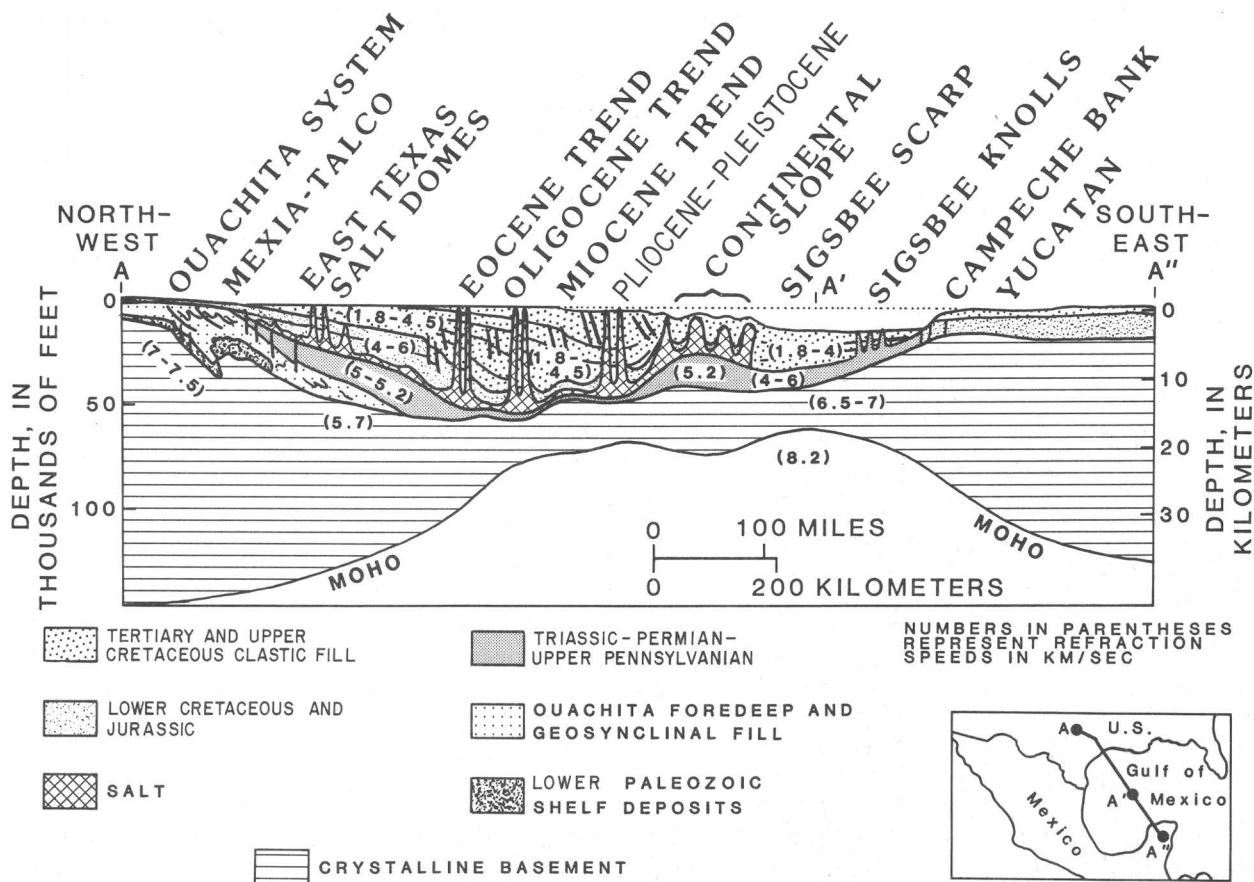 OUACHITA SYSTEM
MEXIA-TALCO
EAST TEXAS
SALT DOMES
EOCENE TREND
OLIGOCENE TREND
MIOCENE TREND
PLIOCENE-PLEISTOCENE
CONTINENTAL
SLOPE
SIGSBEE SCARP
SIGSBEE KNOLLS
CAMPECHE BANK
YUCATAN
NORTH-
WEST
A
A'
SOUTH-
EAST
A"
DEPTH, IN
THOUSANDS OF FEET
0
50
100
(7-7.5)
(1.8-4.5)
(4-6)
(5-5.2)
(5.7)
(1.8-
4.5)
(5.2)
(1.8-4)
(4-6)
(6.5-7)
(8.2)
MOHO
MOHO
0
10
20
30
DEPTH, IN
KILOMETERS
0 100 MILES
0 200 KILOMETERS
TERTIARY AND UPPER
CRETACEOUS CLASTIC FILL
LOWER CRETACEOUS AND
JURASSIC
SALT
TRIASSIC-PERMIAN-
UPPER PENNSYLVANIAN
OUACHITA FOREDEEP AND
GEOSYNCLINAL FILL
LOWER PALEOZOIC
SHELF DEPOSITS
CRYSTALLINE BASEMENT
NUMBERS IN PARENTHESES
REPRESENT REFRACTION
SPEEDS IN KM/SEC
A
U.S.
Gulf of
Mexico
A'
Mexico
A"